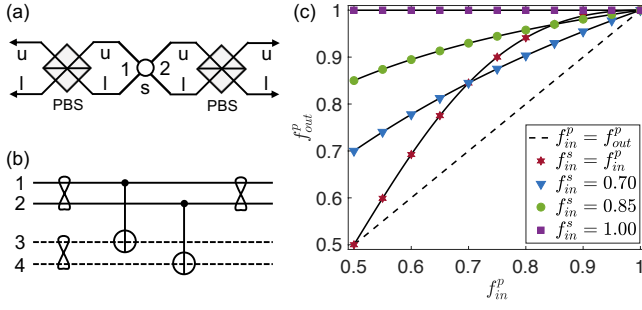 (a)
u u u u
1 2
l l s l l
PBS PBS
(b)
1
2
3
4
(c)
1
0.9
0.8
0.7
0.6
0.5
f^p_out
0.5 0.6 0.7 0.8 0.9 1
f^p_in
f^p_in = f^p_out
f^s_in = f^p_in
f^s_in = 0.70
f^s_in = 0.85
f^s_in = 1.00